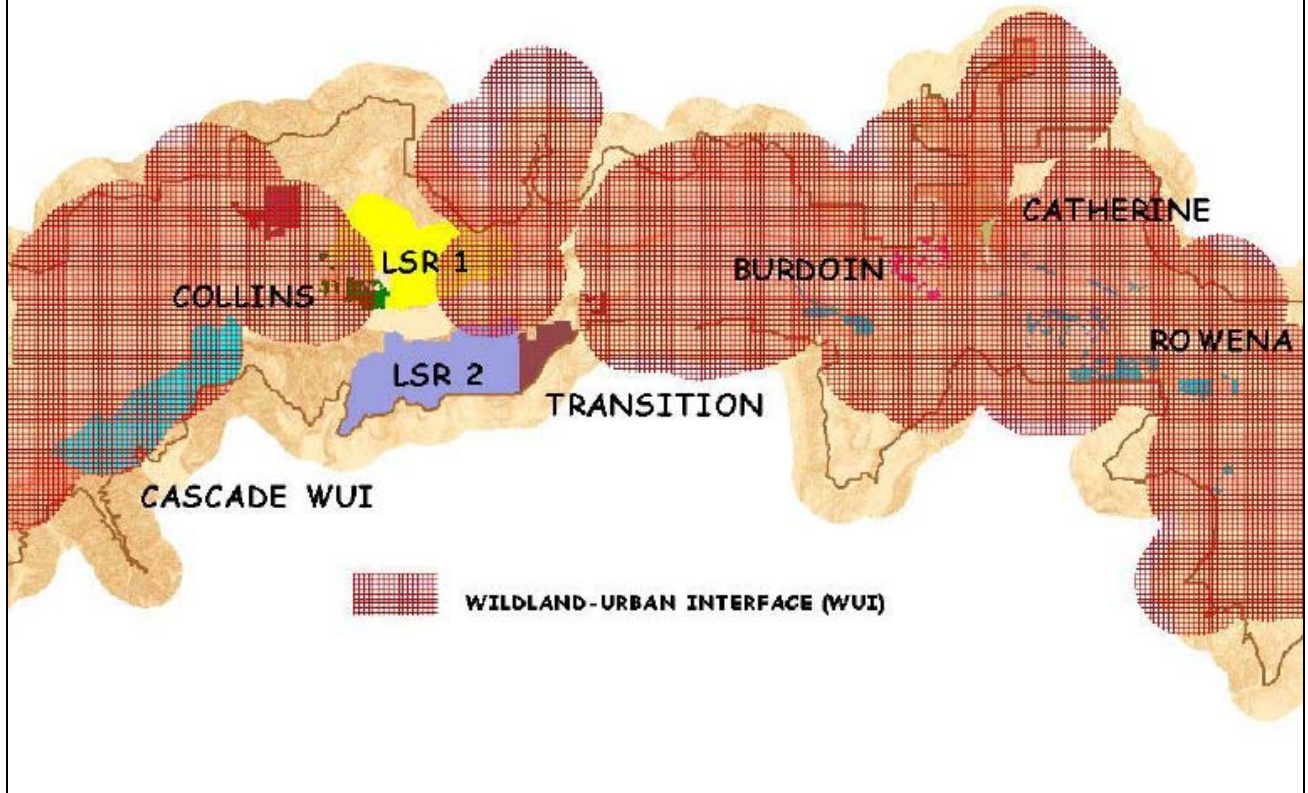 CATHERINE
LSR 1
BURDOIN
COLLINS
ROWENA
LSR 2
TRANSITION
CASCADE WUI
WILDLAND-URBAN INTERFACE (WUI)